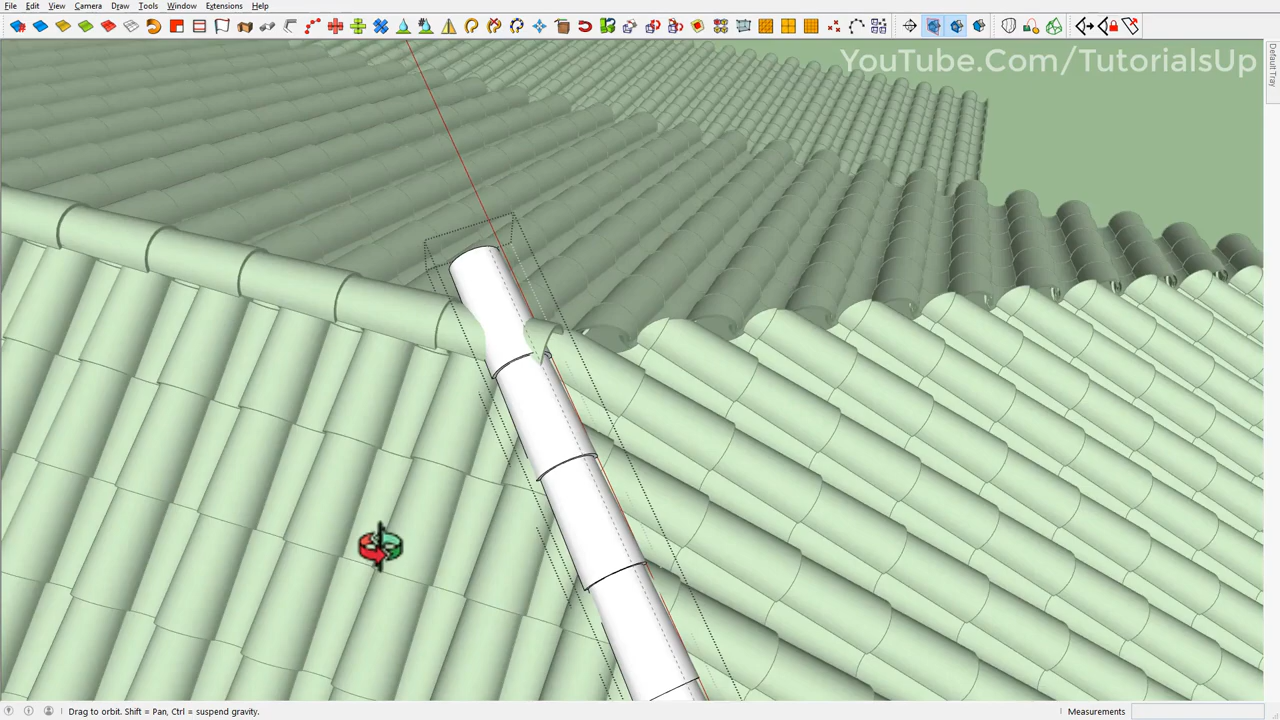 File Edit View Camera Draw Tools Window Extensions Help
YouTube.Com/TutorialsUp
Default Tray
Drag to orbit. Shift = Pan, Ctrl = suspend gravity.
Measurements